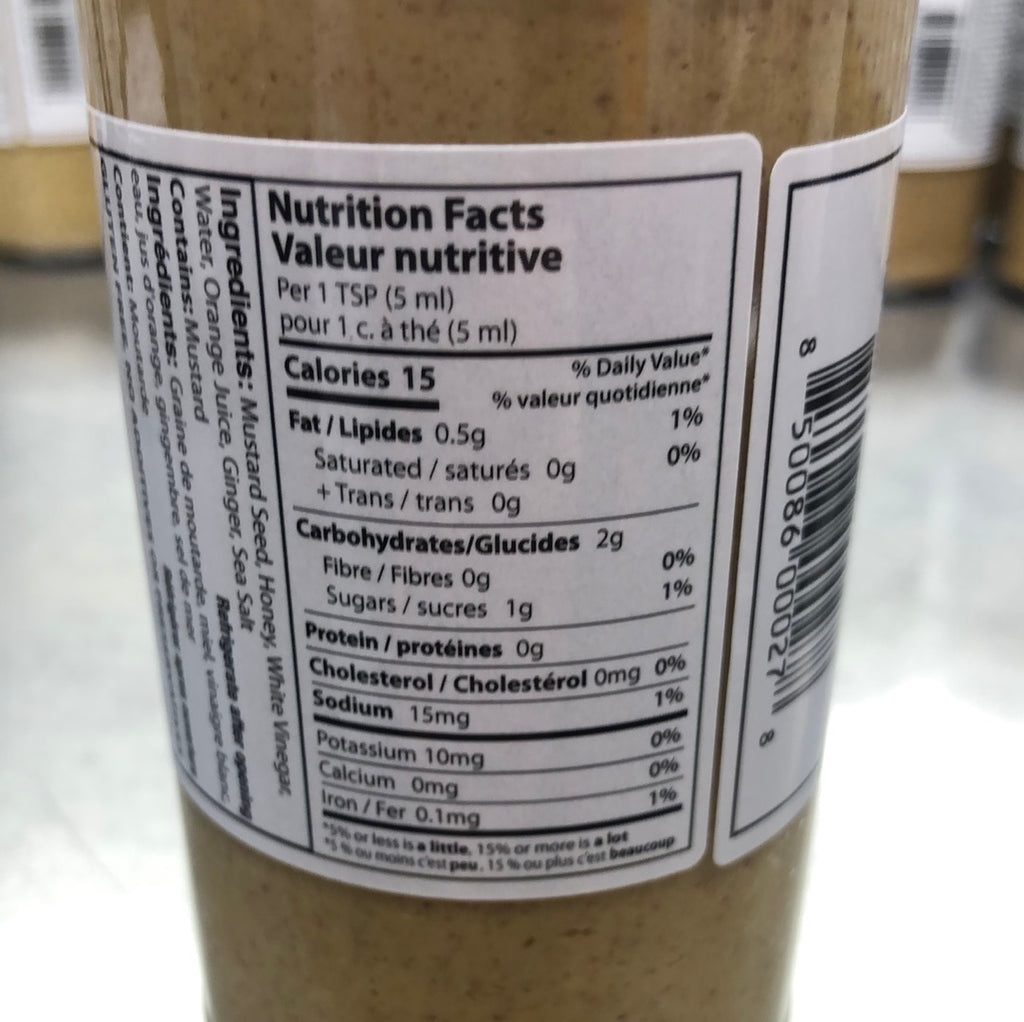 Nutrition Facts
Valeur nutritive
Per 1 TSP (5 ml)
pour 1 c. à thé (5 ml)
Calories 15
% Daily Value*
% valeur quotidienne*
Fat / Lipides 0.5g 1%
Saturated / saturés 0g 0%
+ Trans / trans 0g
Carbohydrates/Glucides 2g
Fibre / Fibres 0g 0%
Sugars / sucres 1g 1%
Protein / protéines 0g
Cholesterol / Cholestérol 0mg 0%
Sodium 15mg 1%
Potassium 10mg 0%
Calcium 0mg 0%
Iron / Fer 0.1mg 1%
*5% or less is a little, 15% or more is a lot
*5 % ou moins c'est peu, 15 % ou plus c'est beaucoup
Ingredients: Mustard Seed, Honey, White Vinegar,
Water, Orange Juice, Ginger, Sea Salt
Contains: Mustard Refrigerate after opening
Ingrédients: Graine de moutarde, miel, vinaigre blanc,
eau, jus d'orange, gingembre, sel de mer
Contient: Moutarde
8 50086 00027 8